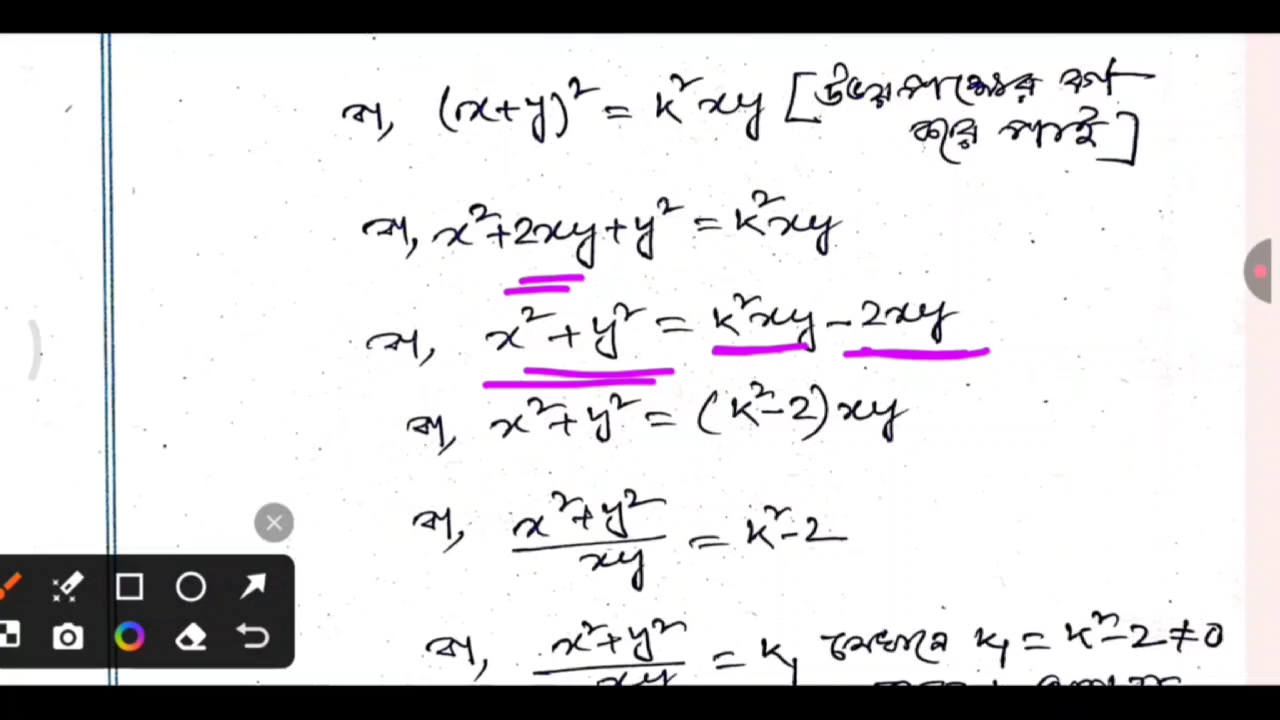 বা, (x+y)² = k²xy [উভয়পক্ষের বর্গ
করে পাই]
বা, x²+2xy+y² = k²xy
বা, x²+y² = k²xy-2xy
বা, x²+y² = (k²-2)xy
বা, x²+y²/xy = k²-2
বা, x²+y²/xy = k₁ যেখানে k₁ = k²-2≠0